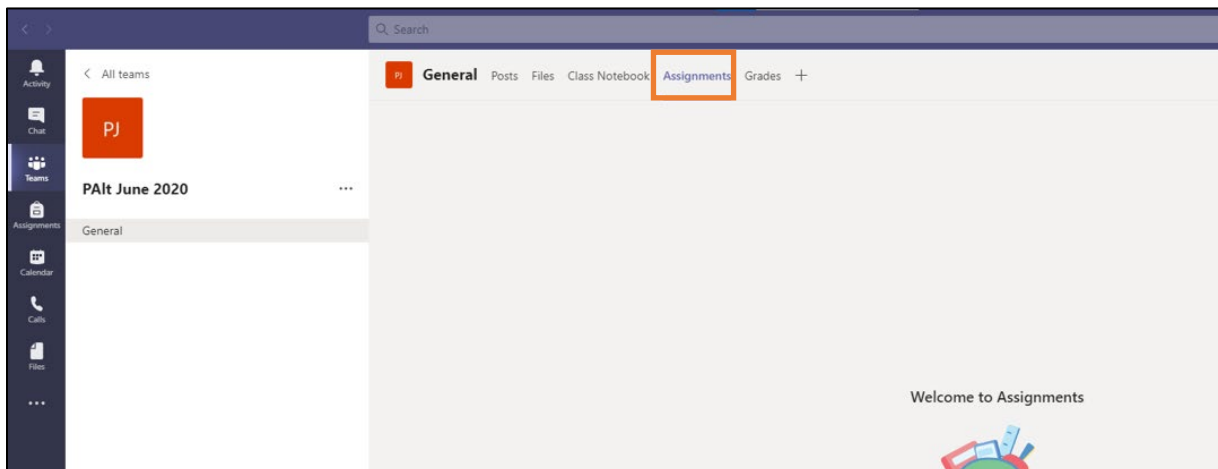 Search
Activity
Chat
Teams
Assignments
Calendar
Calls
Files
All teams
PJ
PAlt June 2020
General
PJ General Posts Files Class Notebook Assignments Grades
Welcome to Assignments